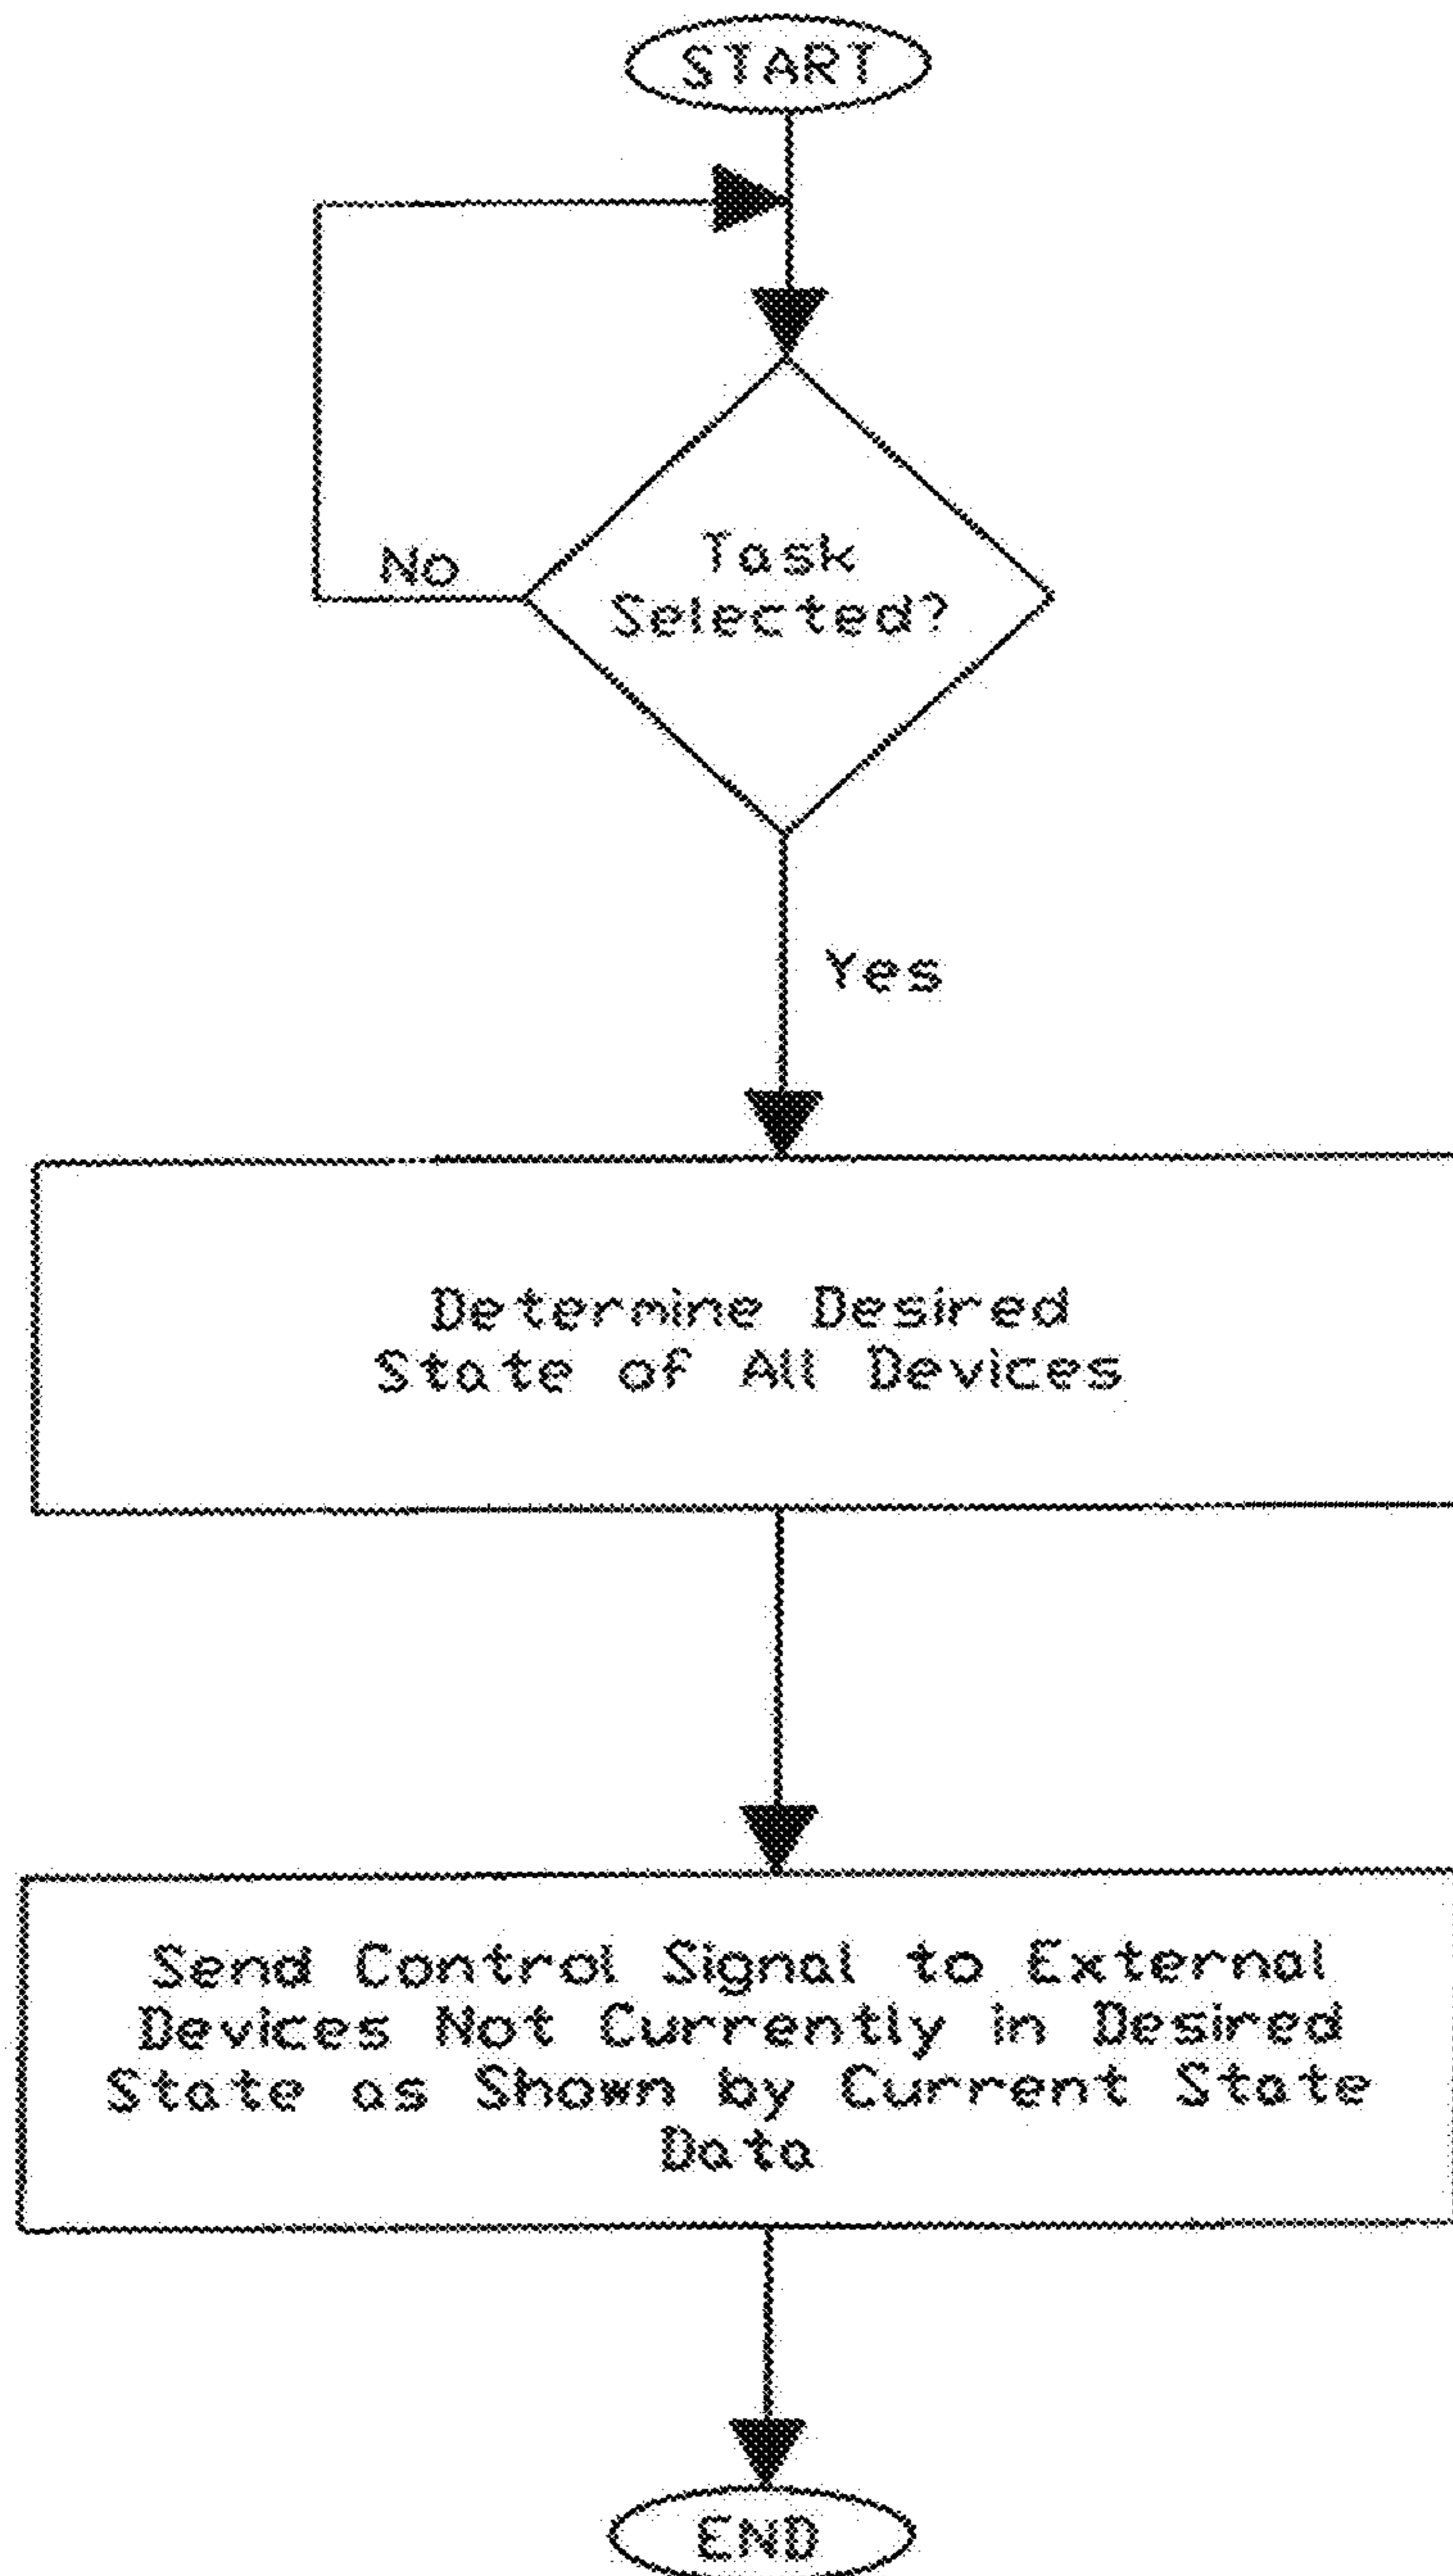 START
No
Task
Selected?
Yes
Determine Desired
State of All Devices
Send Control Signal to External
Devices Not Currently in Desired
State as Shown by Current State
Data
END